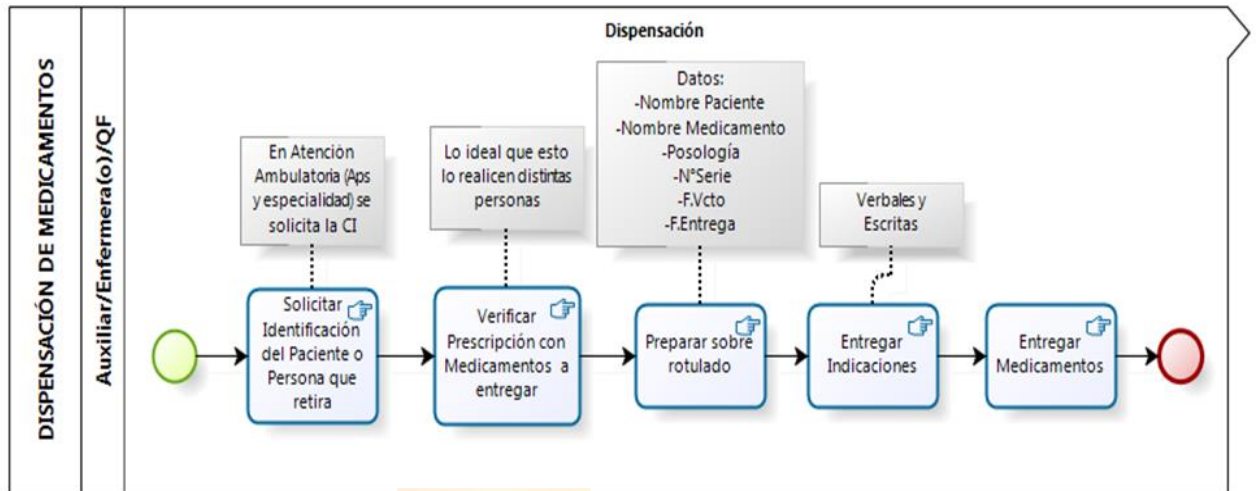 DISPENSACIÓN DE MEDICAMENTOS
Auxiliar/Enfermera(o)/QF
Dispensación
En Atención
Ambulatoria (Aps
y especialidad) se
solicita la CI
Lo ideal que esto
lo realicen distintas
personas
Datos:
-Nombre Paciente
-Nombre Medicamento
-Posología
-N°Serie
-F.Vcto
-F.Entrega
Verbales y
Escritas
Solicitar
Identificación
del Paciente o
Persona que
retira
Verificar
Prescripción con
Medicamentos a
entregar
Preparar sobre
rotulado
Entregar
Indicaciones
Entregar
Medicamentos